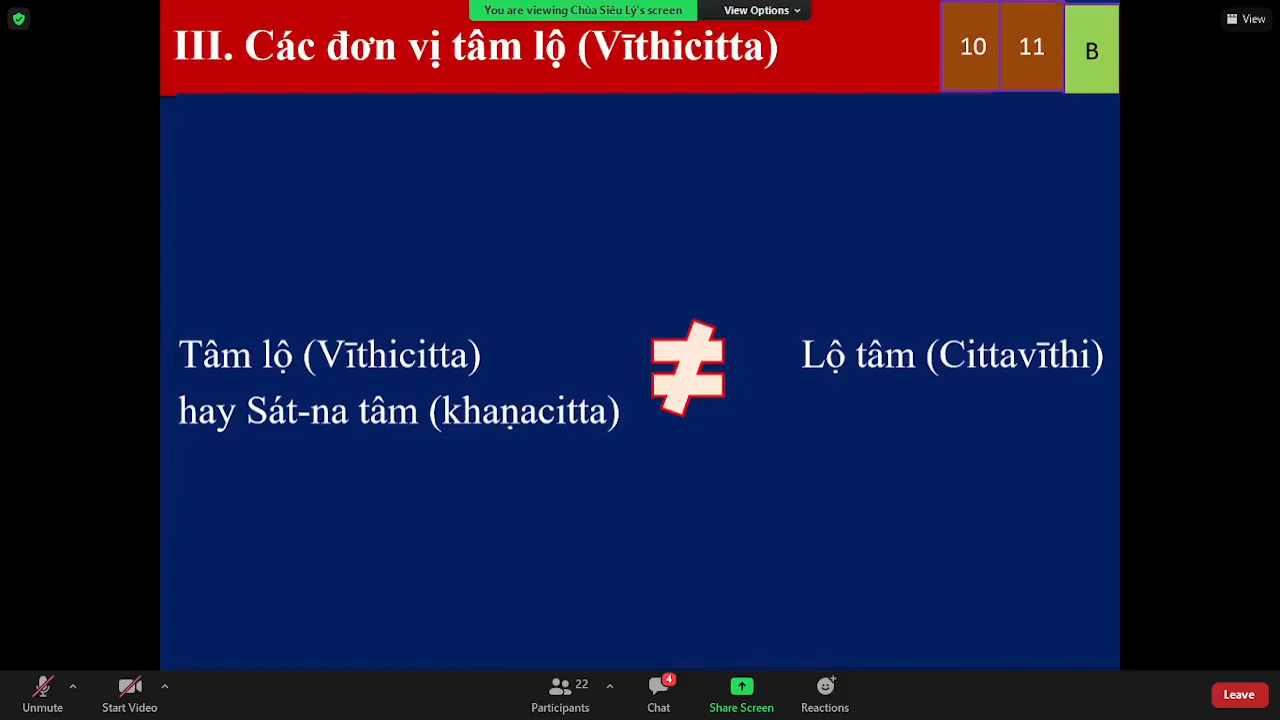 You are viewing Chùa Siêu Lý's screen
View Options
View
III. Các đơn vị tâm lộ (Vīthicitta)
10 11 B
Tâm lộ (Vīthicitta) ≠ Lộ tâm (Cittavīthi)
hay Sát-na tâm (khaṇacitta)
Unmute
Start Video
22
Participants
4
Chat
Share Screen
Reactions
Leave